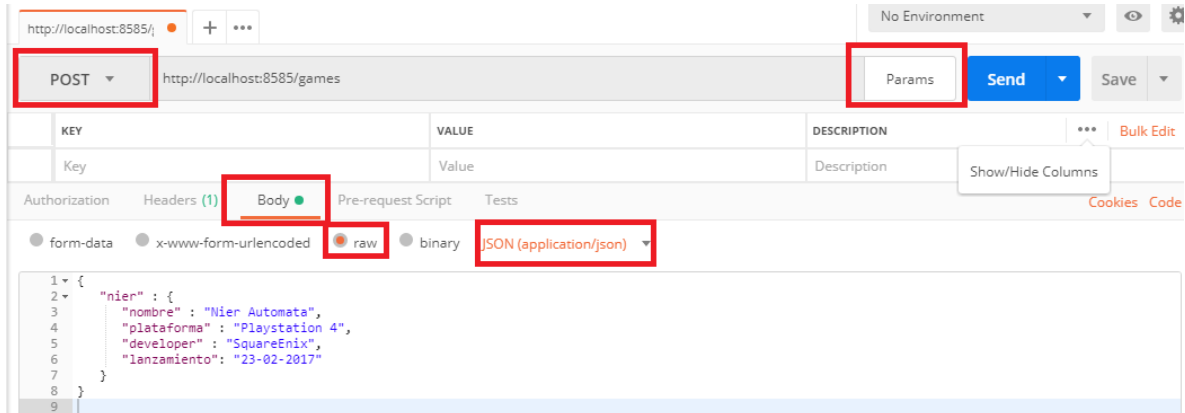 No Environment
http://localhost:8585/g
POST http://localhost:8585/games Params Send Save
KEY VALUE DESCRIPTION Bulk Edit
Key Value Description
Show/Hide Columns
Authorization Headers (1) Body Pre-request Script Tests Cookies Code
form-data x-www-form-urlencoded raw binary JSON (application/json)
1 {
2 "nier" : {
3 "nombre" : "Nier Automata",
4 "plataforma" : "Playstation 4",
5 "developer" : "SquareEnix",
6 "lanzamiento": "23-02-2017"
7 }
8 }
9